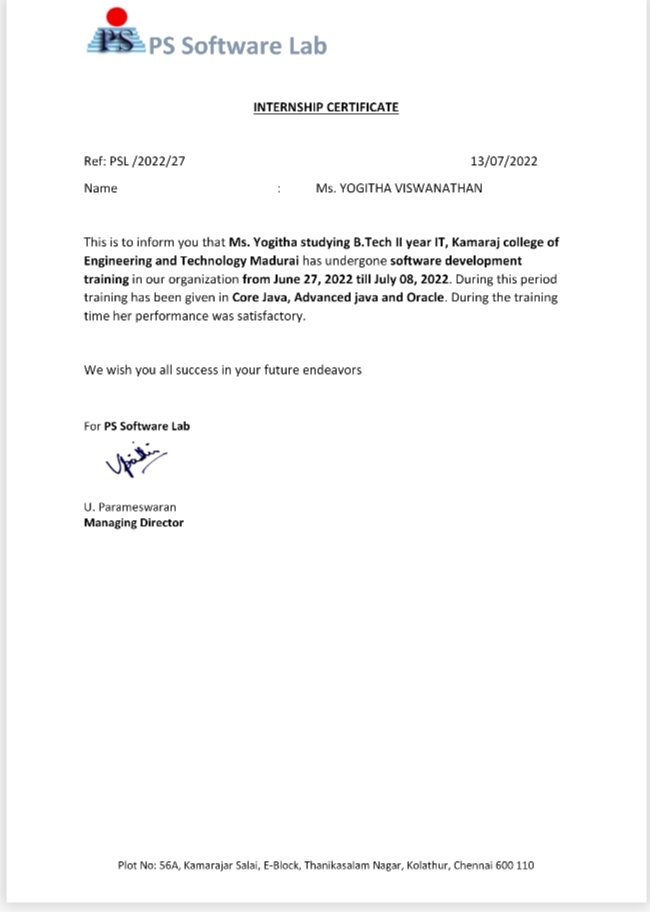 PS PS Software Lab
INTERNSHIP CERTIFICATE
Ref: PSL /2022/27 13/07/2022
Name : Ms. YOGITHA VISWANATHAN
This is to inform you that Ms. Yogitha studying B.Tech II year IT, Kamaraj college of
Engineering and Technology Madurai has undergone software development
training in our organization from June 27, 2022 till July 08, 2022. During this period
training has been given in Core Java, Advanced java and Oracle. During the training
time her performance was satisfactory.
We wish you all success in your future endeavors
For PS Software Lab
U. Parameswaran
Managing Director
Plot No: 56A, Kamarajar Salai, E-Block, Thanikasalam Nagar, Kolathur, Chennai 600 110